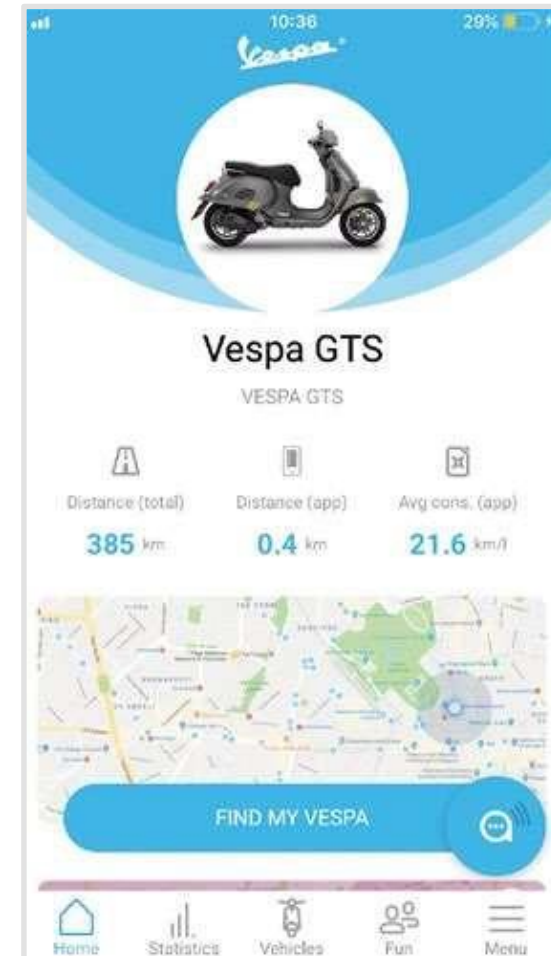 10:36
29%
Vespa
Vespa GTS
VESPA GTS
Distance (total)
Distance (app)
Avg cons. (app)
385 km
0.4 km
21.6 km/l
FIND MY VESPA
Home
Statistics
Vehicles
Fun
Menu